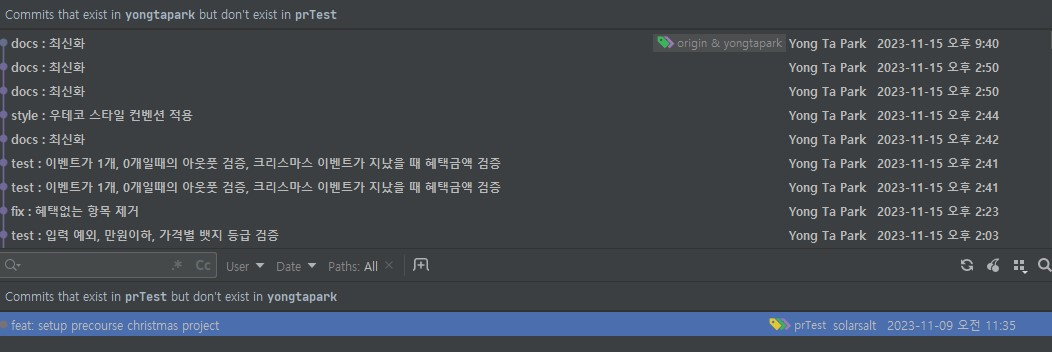 Commits that exist in yongtapark but don't exist in prTest
docs : 최신화 origin & yongtapark Yong Ta Park 2023-11-15 오후 9:40
docs : 최신화 Yong Ta Park 2023-11-15 오후 2:50
docs : 최신화 Yong Ta Park 2023-11-15 오후 2:50
style : 우테코 스타일 컨벤션 적용 Yong Ta Park 2023-11-15 오후 2:44
docs : 최신화 Yong Ta Park 2023-11-15 오후 2:42
test : 이벤트가 1개, 0개일때의 아웃풋 검증, 크리스마스 이벤트가 지났을 때 혜택금액 검증 Yong Ta Park 2023-11-15 오후 2:41
test : 이벤트가 1개, 0개일때의 아웃풋 검증, 크리스마스 이벤트가 지났을 때 혜택금액 검증 Yong Ta Park 2023-11-15 오후 2:41
fix : 혜택없는 항목 제거 Yong Ta Park 2023-11-15 오후 2:23
test : 입력 예외, 만원이하, 가격별 뱃지 등급 검증 Yong Ta Park 2023-11-15 오후 2:03
.* Cc User Date Paths: All
Commits that exist in prTest but don't exist in yongtapark
feat: setup precourse christmas project prTest solarsalt 2023-11-09 오전 11:35